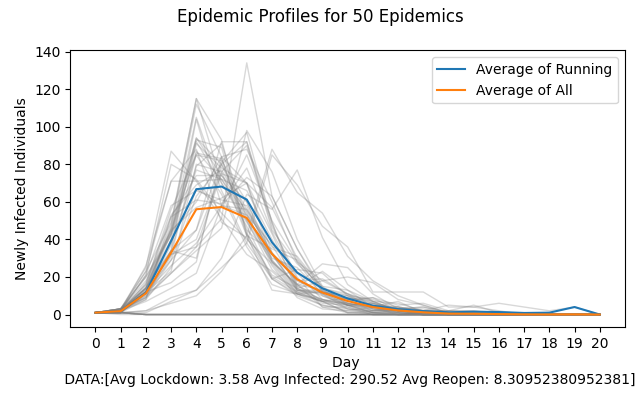 Epidemic Profiles for 50 Epidemics
140
120
100
80
60
40
20
0
Newly Infected Individuals
Average of Running
Average of All
0 1 2 3 4 5 6 7 8 9 10 11 12 13 14 15 16 17 18 19 20
Day
DATA:[Avg Lockdown: 3.58 Avg Infected: 290.52 Avg Reopen: 8.30952380952381]